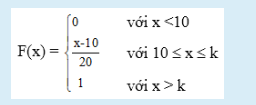 0 với x <10
F(x) = { x-10/20 với 10 ≤ x ≤ k
1 với x > k